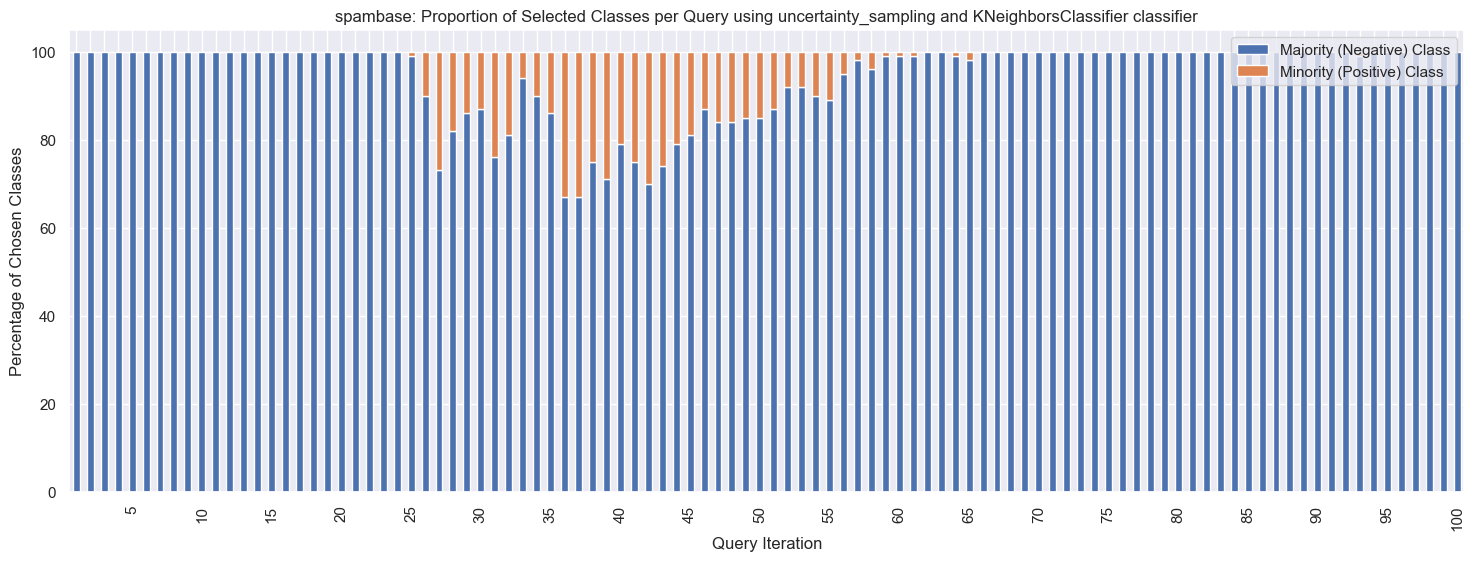 spambase: Proportion of Selected Classes per Query using uncertainty_sampling and KNeighborsClassifier classifier
Majority (Negative) Class
Minority (Positive) Class
Percentage of Chosen Classes
100
80
60
40
20
0
5 10 15 20 25 30 35 40 45 50 55 60 65 70 75 80 85 90 95 100
Query Iteration